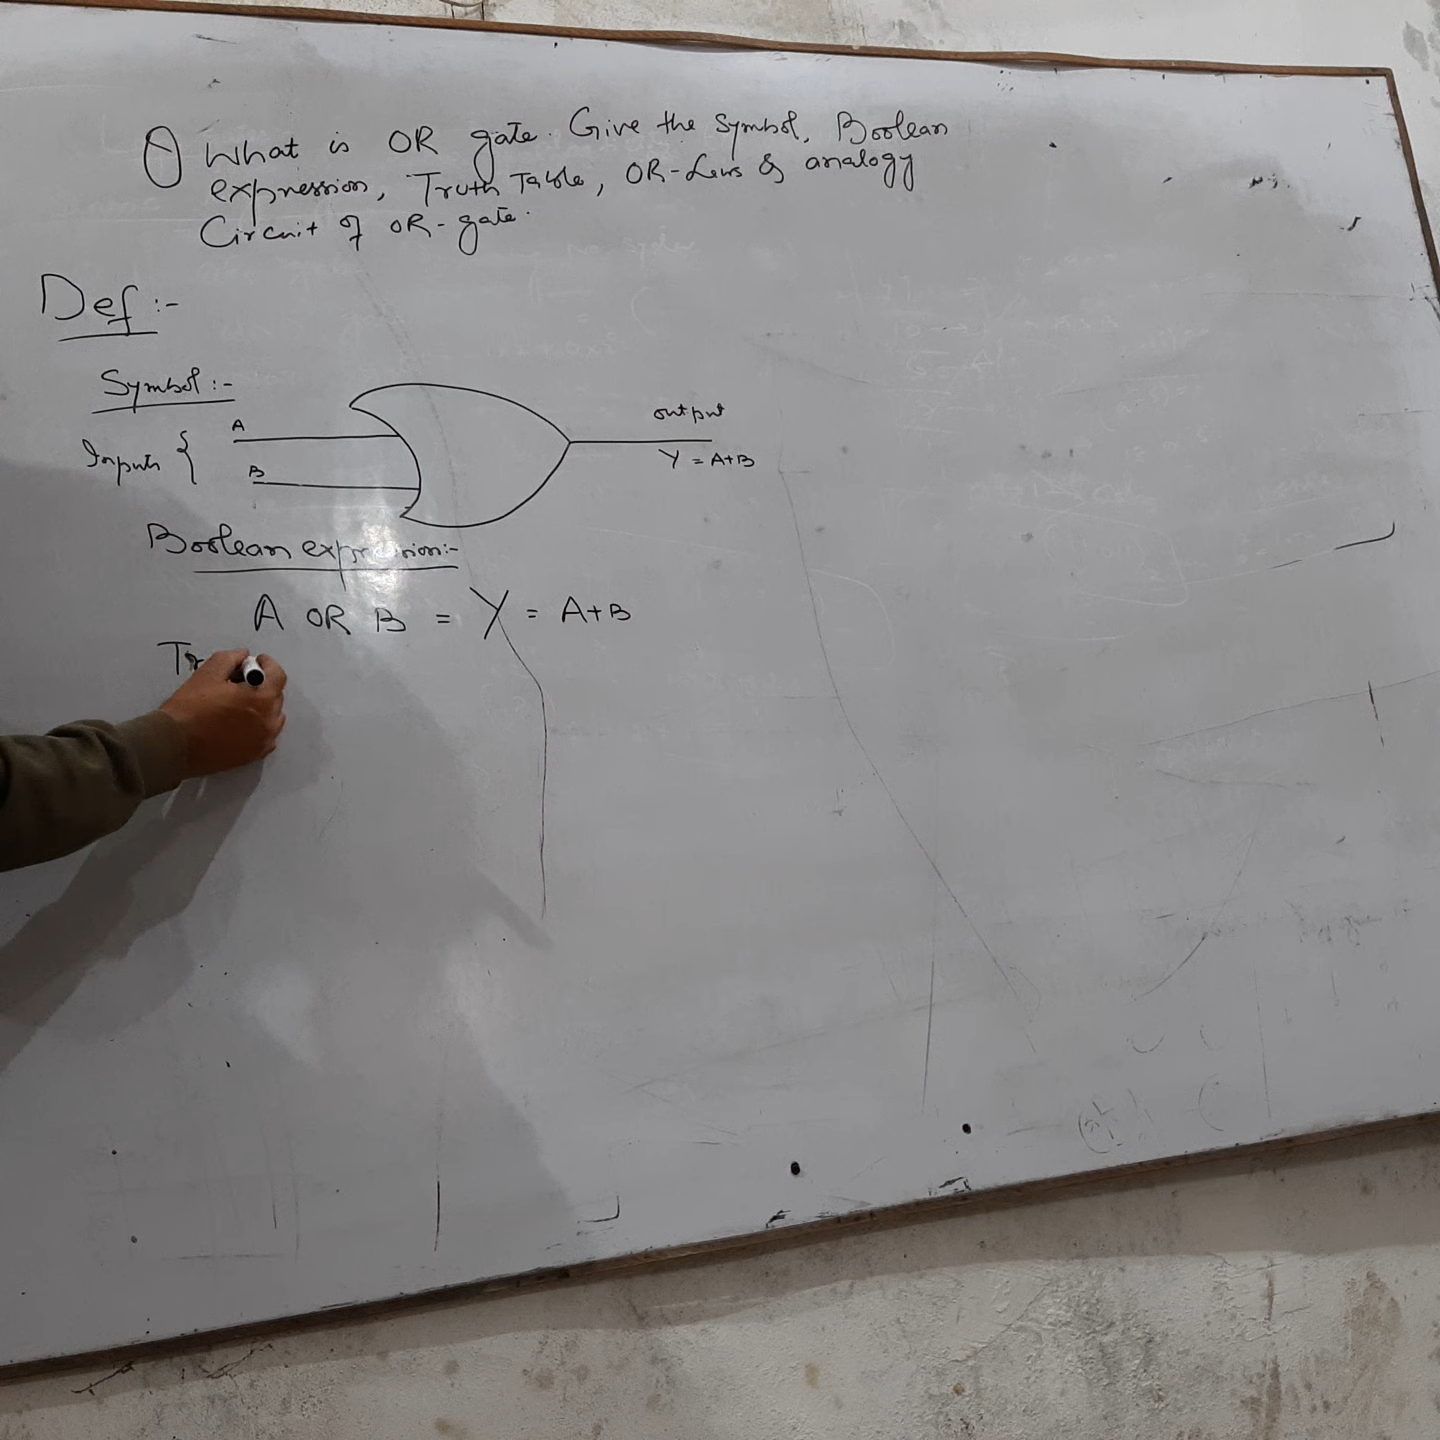 Q What is OR gate. Give the Symbol, Boolean
expression, Truth Table, OR-Laws & analogy
Circuit of OR-gate.
Def:-
Symbol:-
Inputs {
A
B
output
Y = A+B
Boolean expression:-
A OR B = Y = A+B
Tr